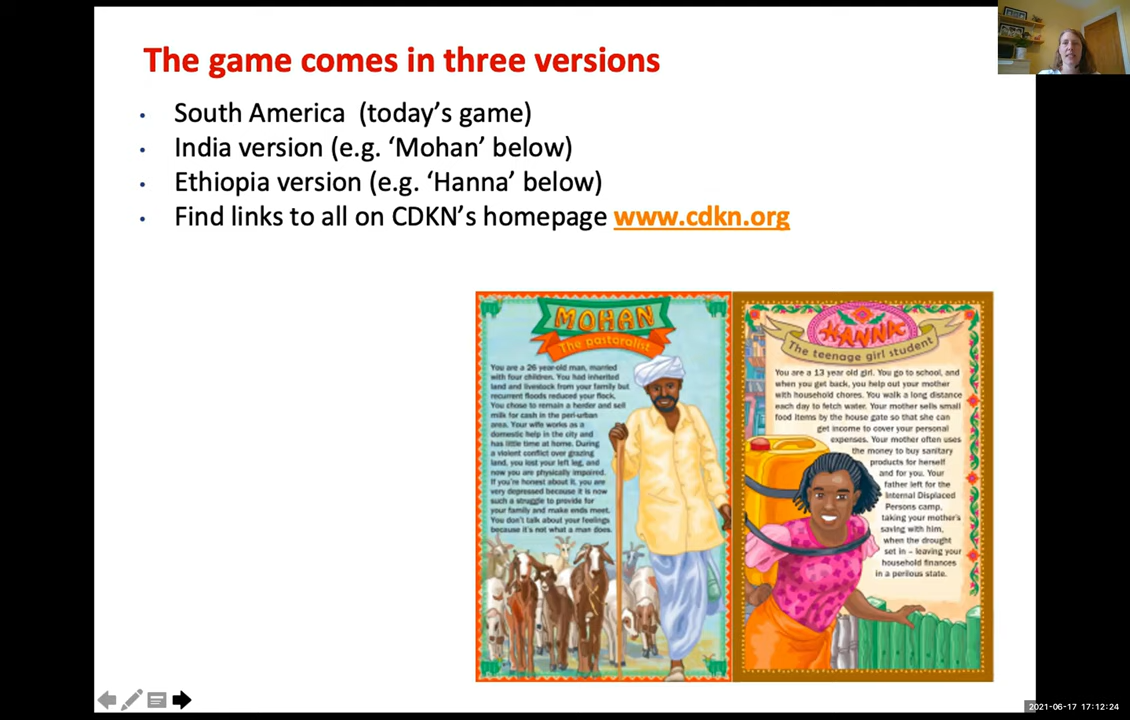 The game comes in three versions
• South America (today's game)
• India version (e.g. 'Mohan' below)
• Ethiopia version (e.g. 'Hanna' below)
• Find links to all on CDKN's homepage www.cdkn.org
MOHAN
The pastoralist
You are a 26 year-old man, married
with four children. You had inherited
land and livestock from your family but
recurrent floods reduced your flock.
You chose to remain a herder and sell
milk for cash in the peri-urban
area. Your wife works as a
domestic help in the city and
has little time at home. During
a violent conflict over grazing
land, you lost your left leg, and
now you are physically impaired.
If you're honest about it, you are
very depressed because it is now
such a struggle to provide for
your family and make ends meet.
You don't talk about your feelings
because it's not what a man does.
HANNA
The teenage girl student
You are a 13 year old girl. You go to school, and
when you get back, you help out your mother
with household chores. You walk a long distance
each day to fetch water. Your mother sells small
food items by the house gate so that she can
get income to cover your personal
expenses. Your mother often uses
the money to buy sanitary
products for herself
and for you. Your
father left for the
Internal Displaced
Persons camp,
taking your mother's
saving with him,
when the drought
set in – leaving your
household finances
in a perilous state.
2021-06-17 17:12:24